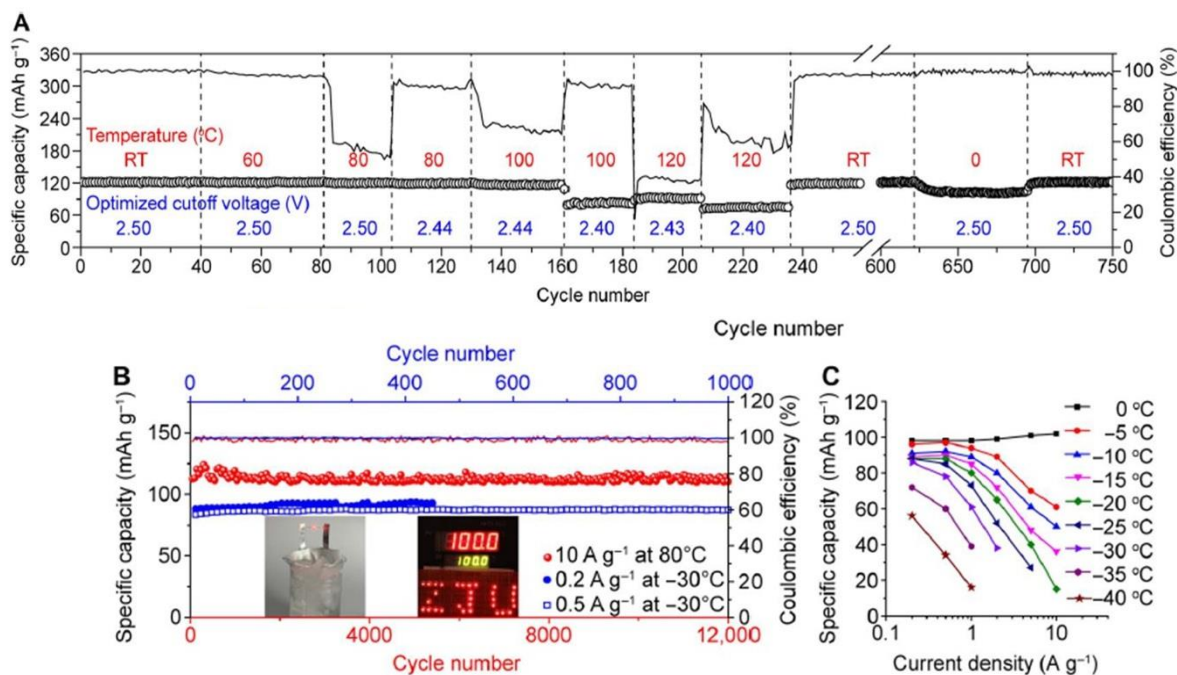 A
Specific capacity (mAh g⁻¹)
360
300
240
180
120
60
0
Temperature (°C)
RT 60 80 80 100 100 120 120 RT 0 RT
Optimized cutoff voltage (V)
2.50 2.50 2.50 2.44 2.44 2.40 2.43 2.40 2.50 2.50 2.50
0 20 40 60 80 100 120 140 160 180 200 220 240 600 650 700 750
Cycle number
100
80
60
40
20
0
Coulombic efficiency (%)
Cycle number
B
Cycle number
0 200 400 600 800 1000
Specific capacity (mAh g⁻¹)
150
125
100
75
50
25
0
120
100
80
60
40
20
0
Coulombic efficiency (%)
100.0
100.0
ZJU
10 A g⁻¹ at 80°C
0.2 A g⁻¹ at −30°C
0.5 A g⁻¹ at −30°C
0 4000 8000 12,000
Cycle number
C
Specific capacity (mAh g⁻¹)
120
100
80
60
40
20
0
0.1 1 10
Current density (A g⁻¹)
0 °C
−5 °C
−10 °C
−15 °C
−20 °C
−25 °C
−30 °C
−35 °C
−40 °C